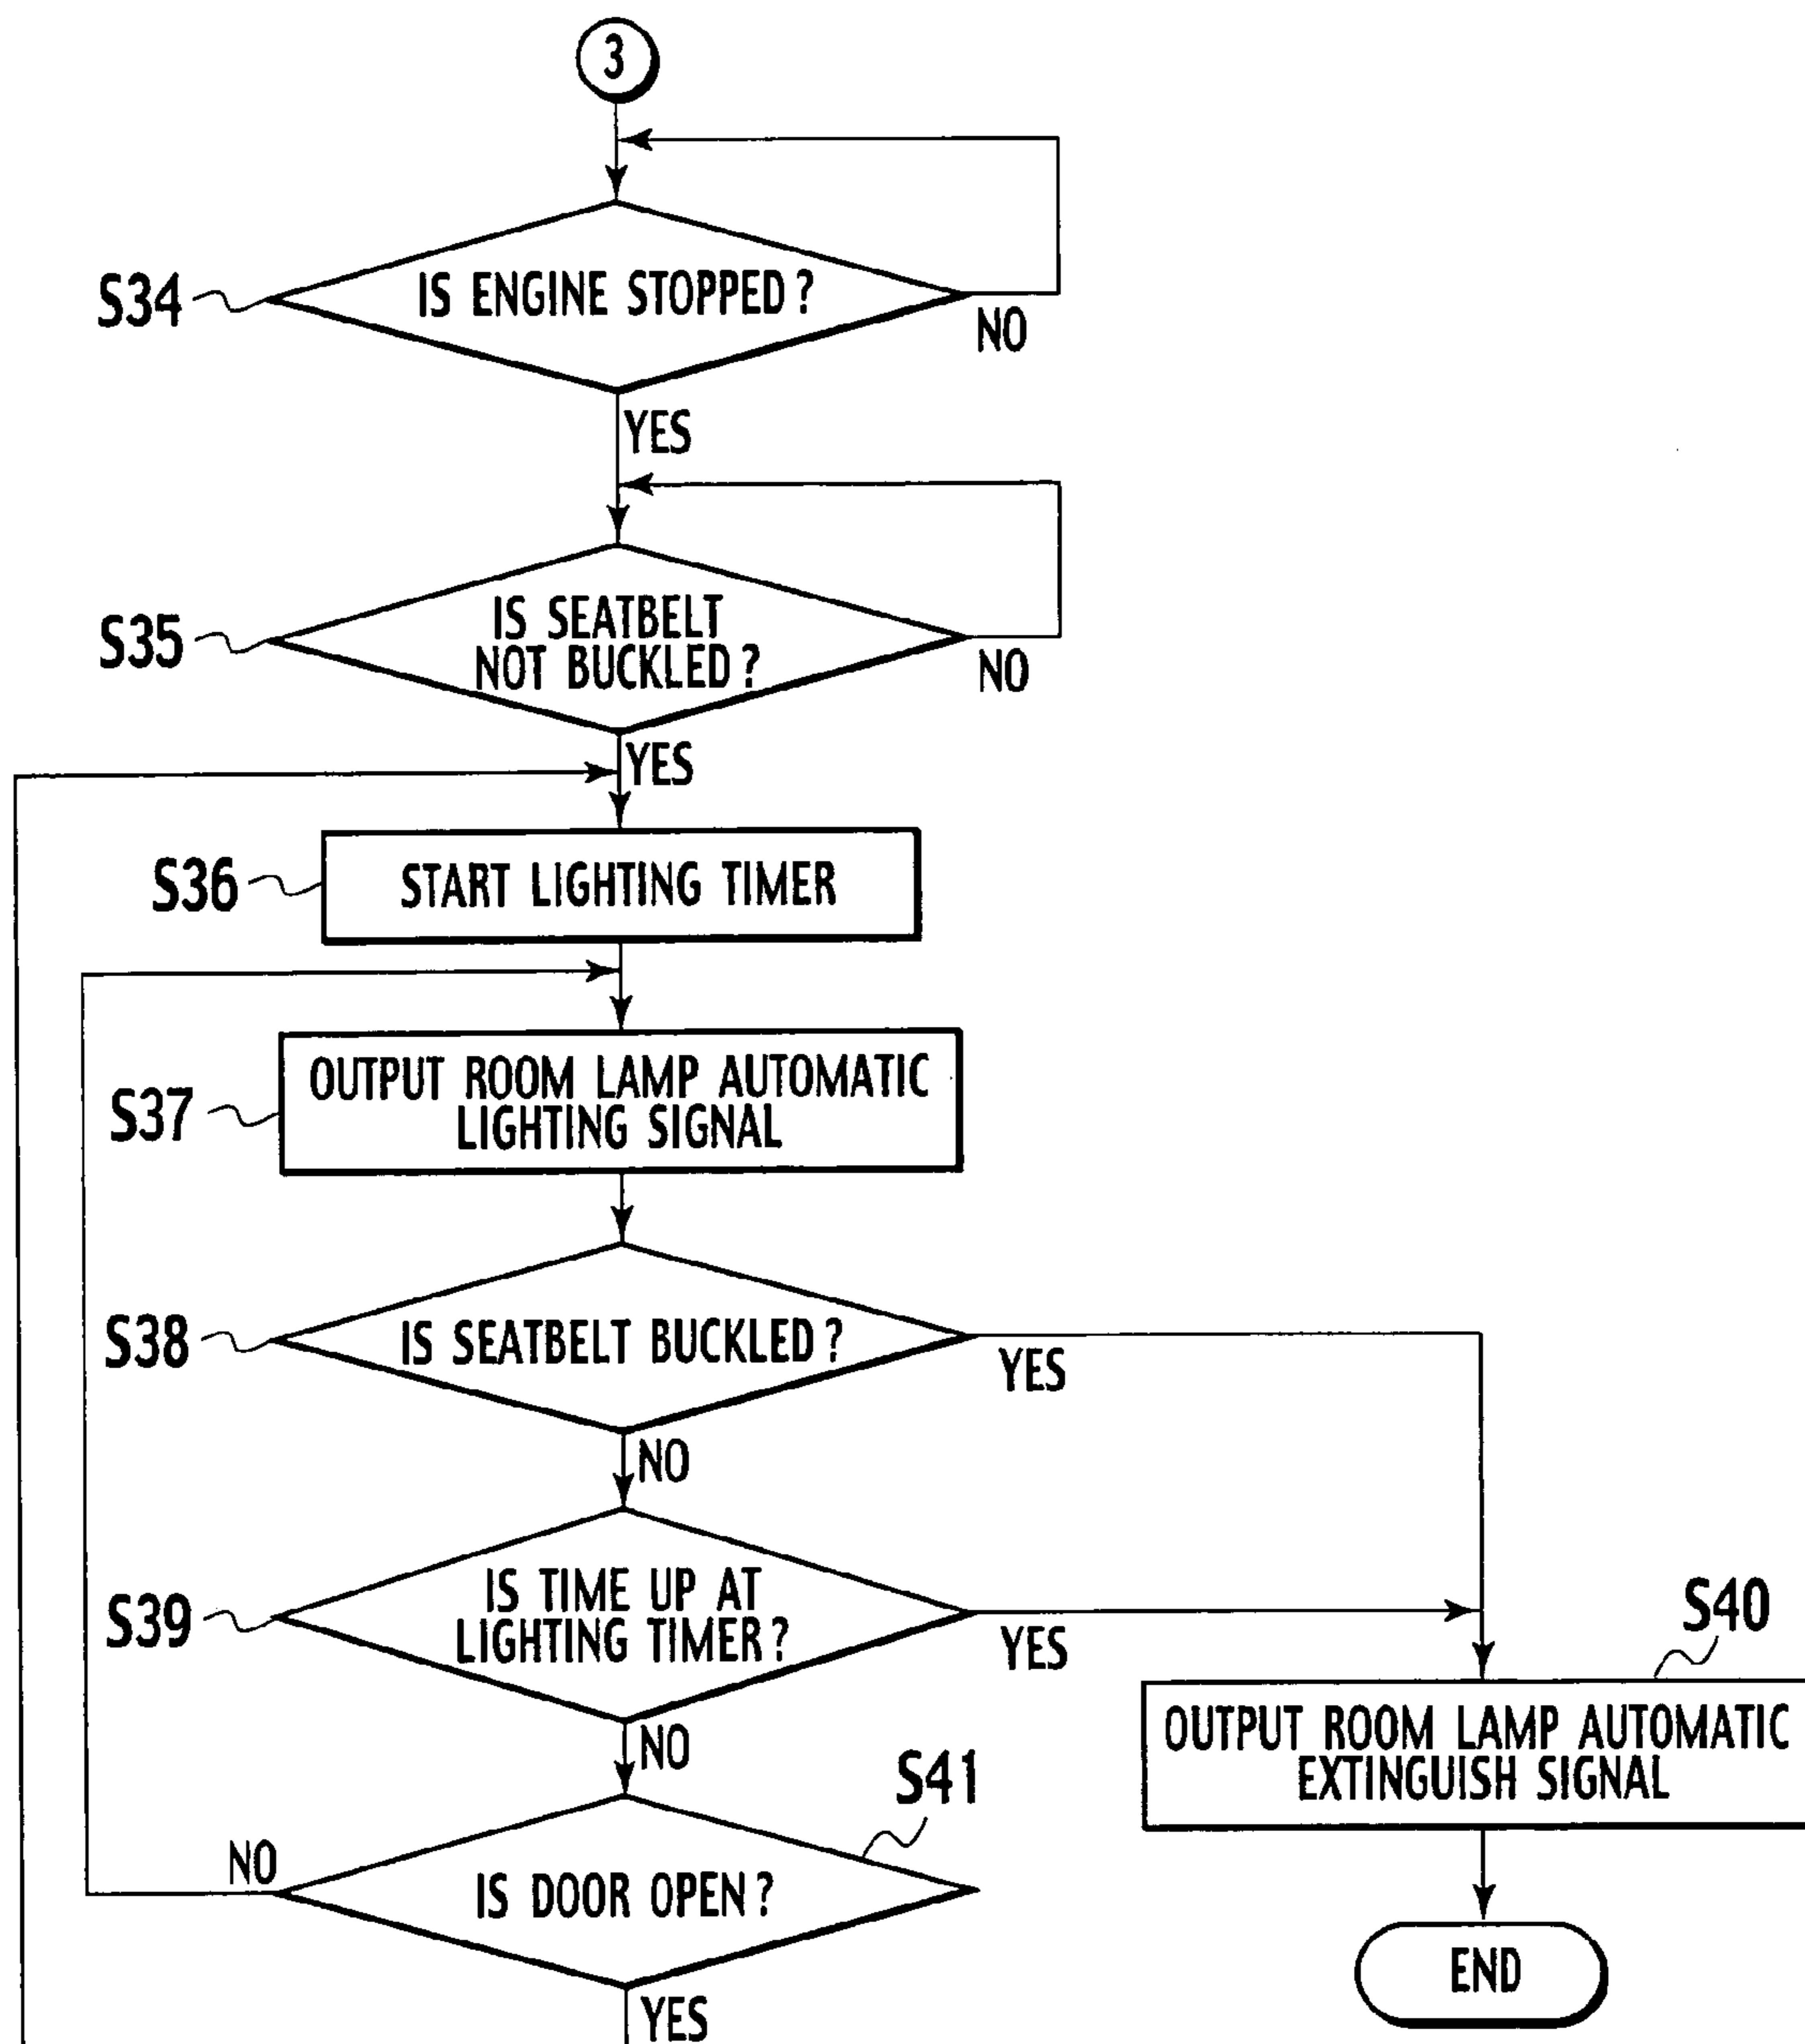 3
S34
IS ENGINE STOPPED?
NO
YES
S35
IS SEATBELT
NOT BUCKLED?
NO
YES
S36
START LIGHTING TIMER
S37
OUTPUT ROOM LAMP AUTOMATIC
LIGHTING SIGNAL
S38
IS SEATBELT BUCKLED?
YES
NO
S39
IS TIME UP AT
LIGHTING TIMER?
YES
S40
OUTPUT ROOM LAMP AUTOMATIC
EXTINGUISH SIGNAL
NO
S41
NO
IS DOOR OPEN?
END
YES